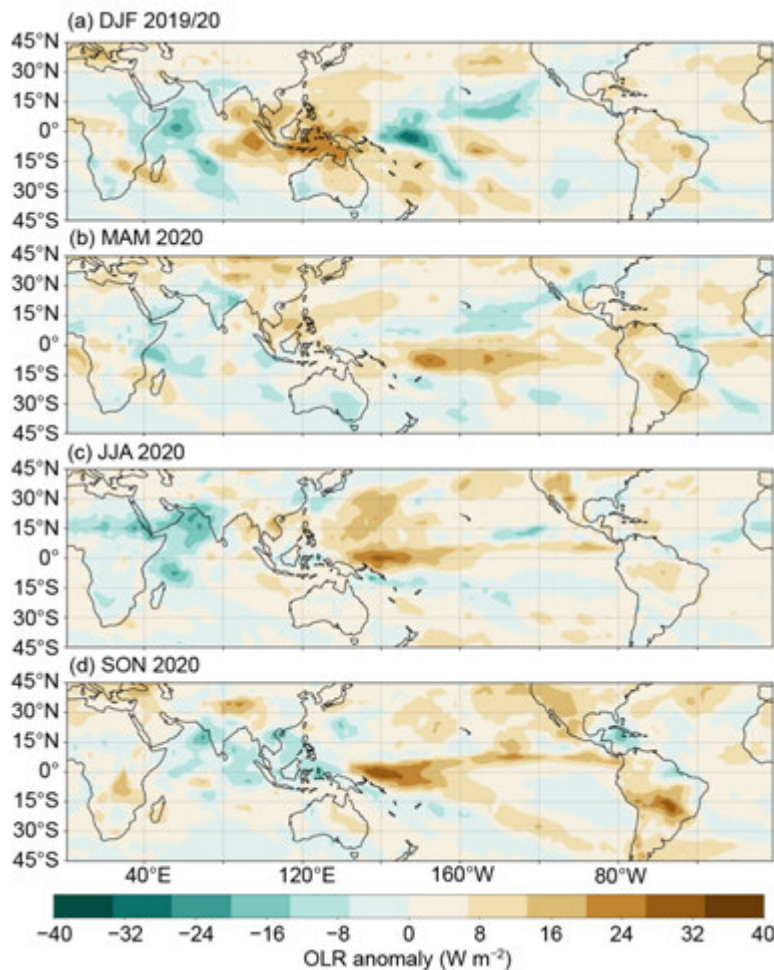 (a) DJF 2019/20
45°N
30°N
15°N
0°
15°S
30°S
45°S
(b) MAM 2020
45°N
30°N
15°N
0°
15°S
30°S
45°S
(c) JJA 2020
45°N
30°N
15°N
0°
15°S
30°S
45°S
(d) SON 2020
45°N
30°N
15°N
0°
15°S
30°S
45°S
40°E 120°E 160°W 80°W
−40 −32 −24 −16 −8 0 8 16 24 32 40
OLR anomaly (W m⁻²)